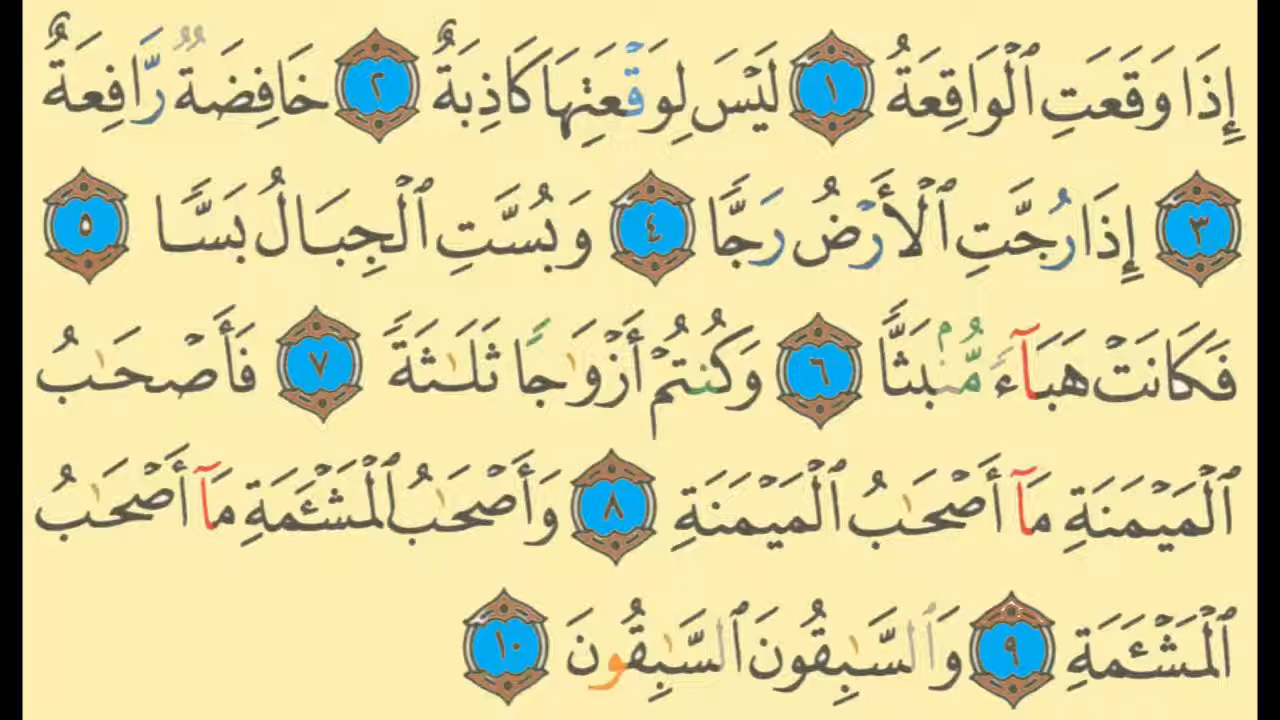 إِذَا وَقَعَتِ ٱلْوَاقِعَةُ ١ لَيْسَ لِوَقْعَتِهَا كَاذِبَةٌ ٢ خَافِضَةٌ رَّافِعَةٌ
٣ إِذَا رُجَّتِ ٱلْأَرْضُ رَجًّا ٤ وَبُسَّتِ ٱلْجِبَالُ بَسًّا ٥
فَكَانَتْ هَبَآءً مُّنۢبَثًّا ٦ وَكُنتُمْ أَزْوَٰجًا ثَلَـٰثَةً ٧ فَأَصْحَـٰبُ
ٱلْمَيْمَنَةِ مَآ أَصْحَـٰبُ ٱلْمَيْمَنَةِ ٨ وَأَصْحَـٰبُ ٱلْمَشْـَٔمَةِ مَآ أَصْحَـٰبُ
ٱلْمَشْـَٔمَةِ ٩ وَٱلسَّـٰبِقُونَ ٱلسَّـٰبِقُونَ ١٠